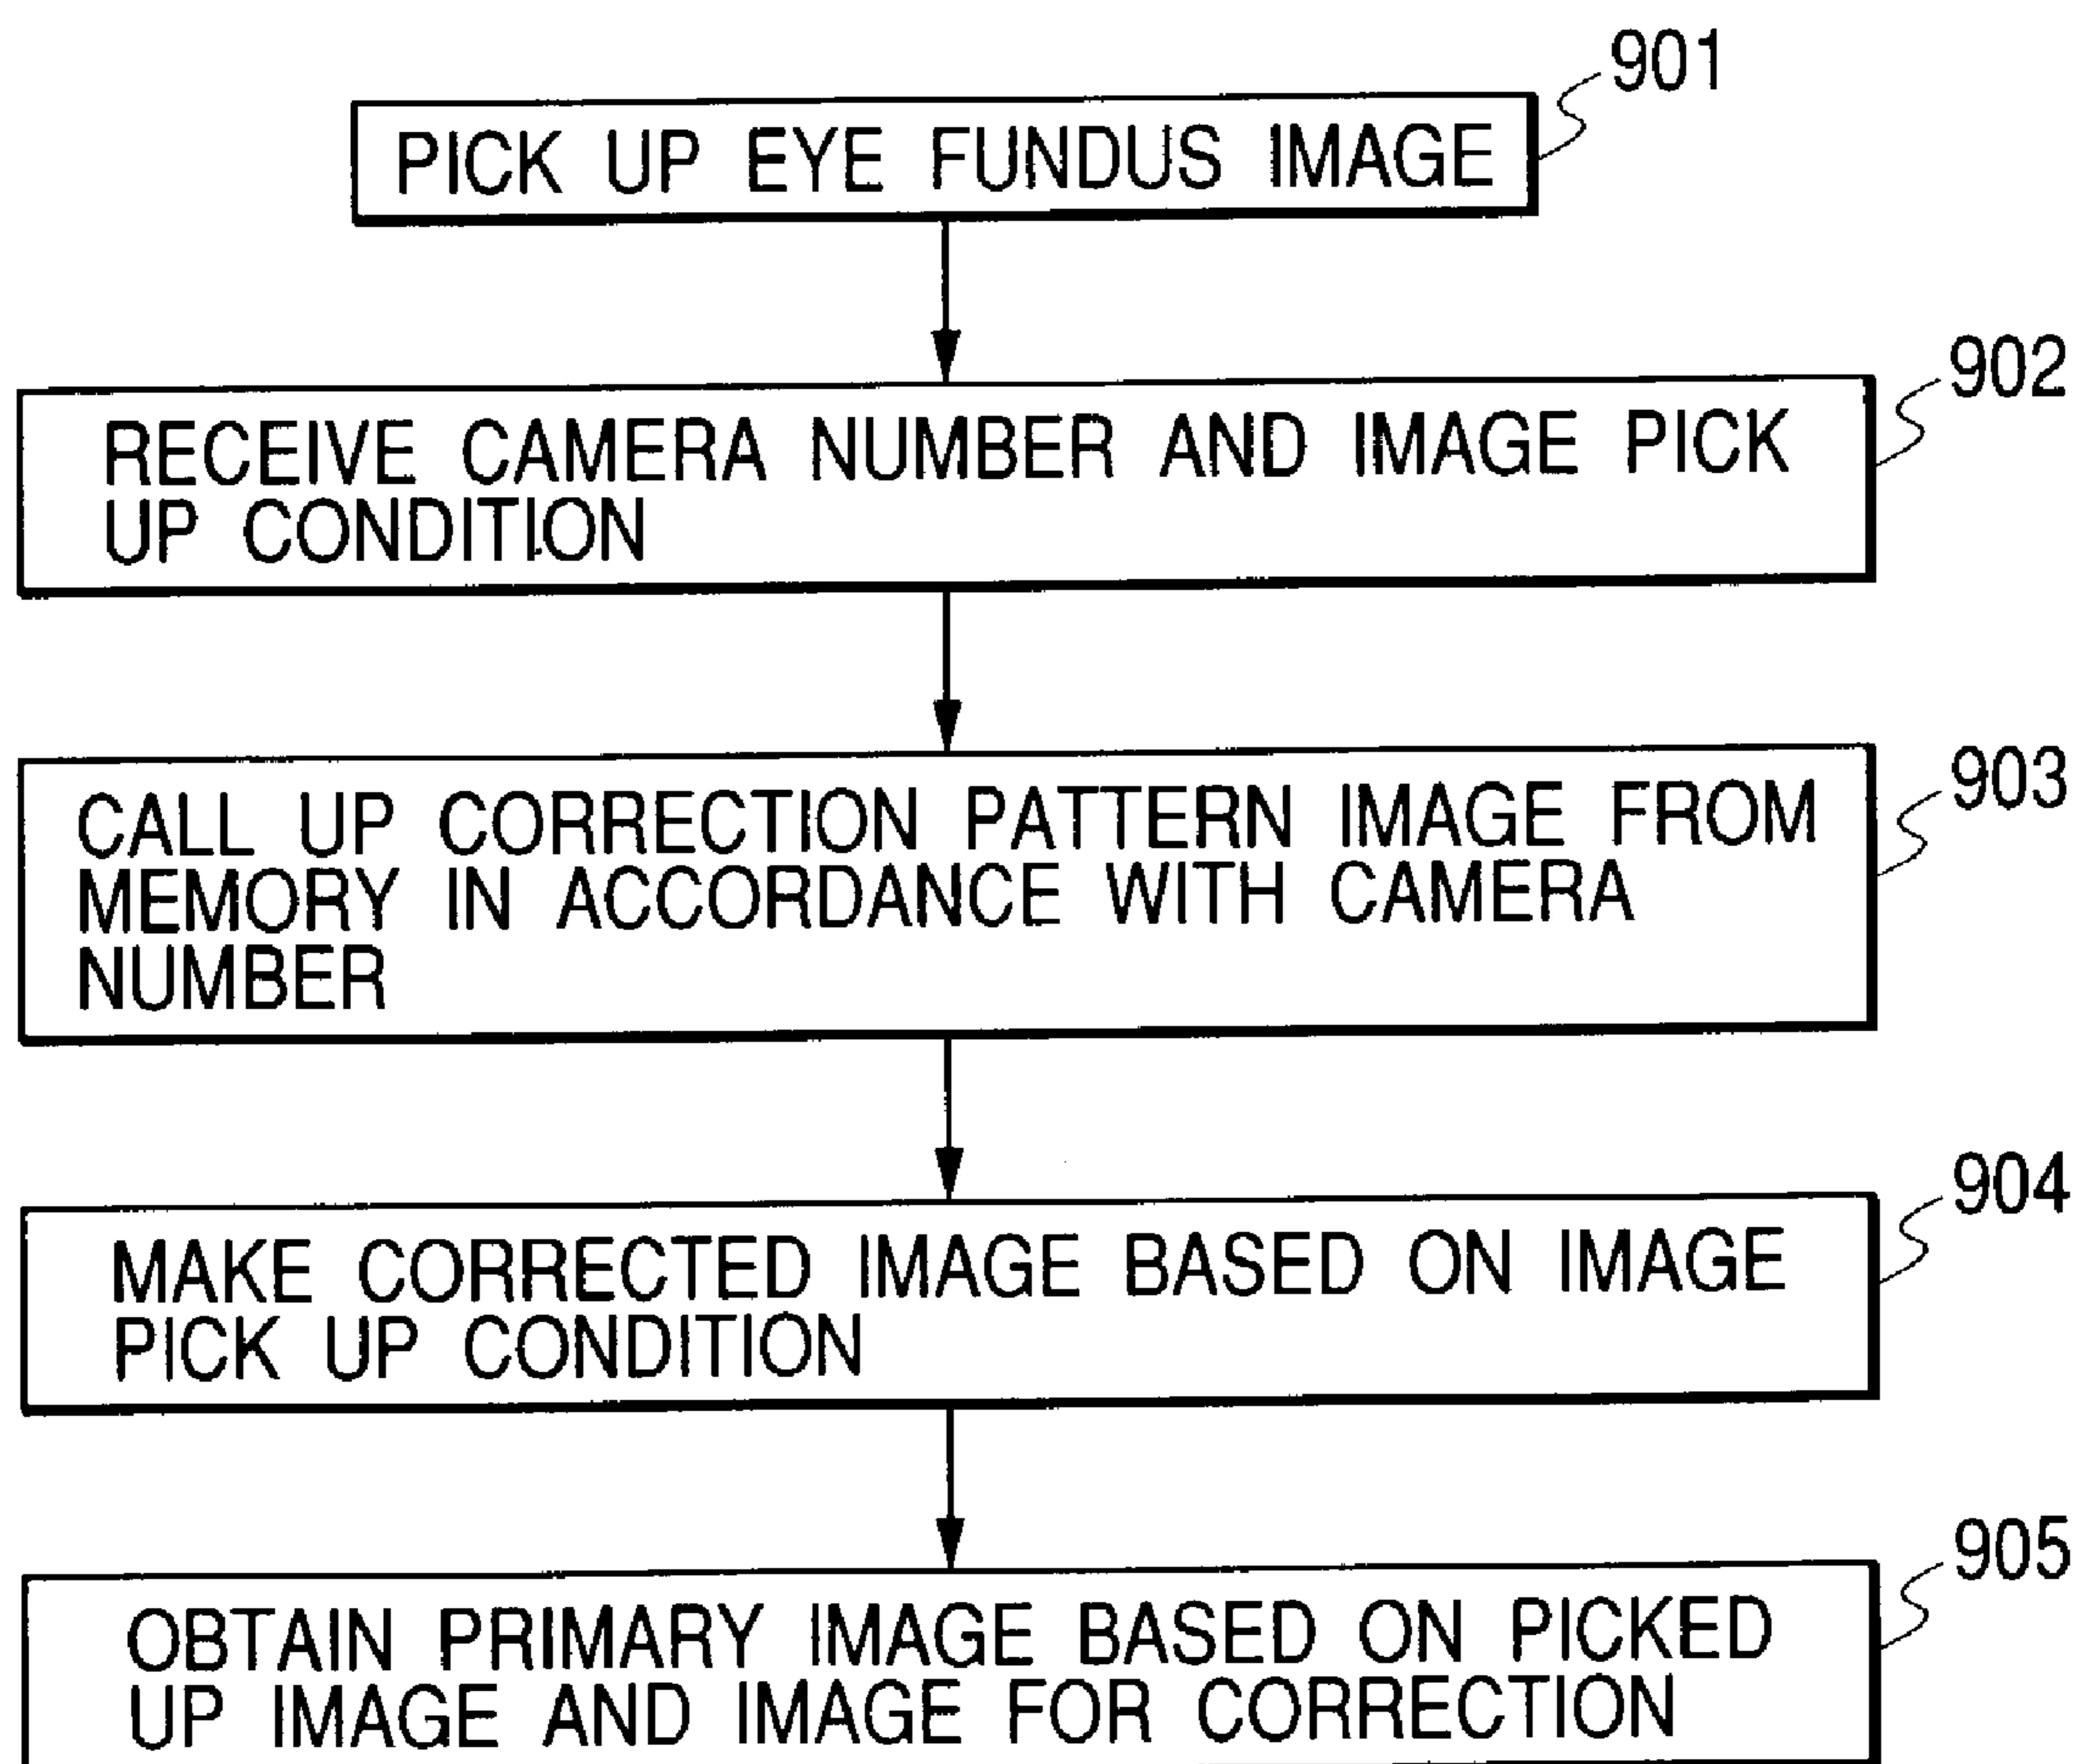 901
PICK UP EYE FUNDUS IMAGE
902
RECEIVE CAMERA NUMBER AND IMAGE PICK
UP CONDITION
903
CALL UP CORRECTION PATTERN IMAGE FROM
MEMORY IN ACCORDANCE WITH CAMERA
NUMBER
904
MAKE CORRECTED IMAGE BASED ON IMAGE
PICK UP CONDITION
905
OBTAIN PRIMARY IMAGE BASED ON PICKED
UP IMAGE AND IMAGE FOR CORRECTION